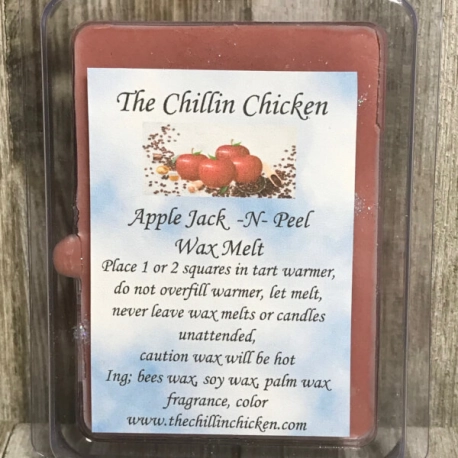 The Chillin Chicken
Apple Jack -N- Peel
Wax Melt
Place 1 or 2 squares in tart warmer,
do not overfill warmer, let melt,
never leave wax melts or candles
unattended,
caution wax will be hot
Ing; bees wax, soy wax, palm wax
fragrance, color
www.thechillinchicken.com